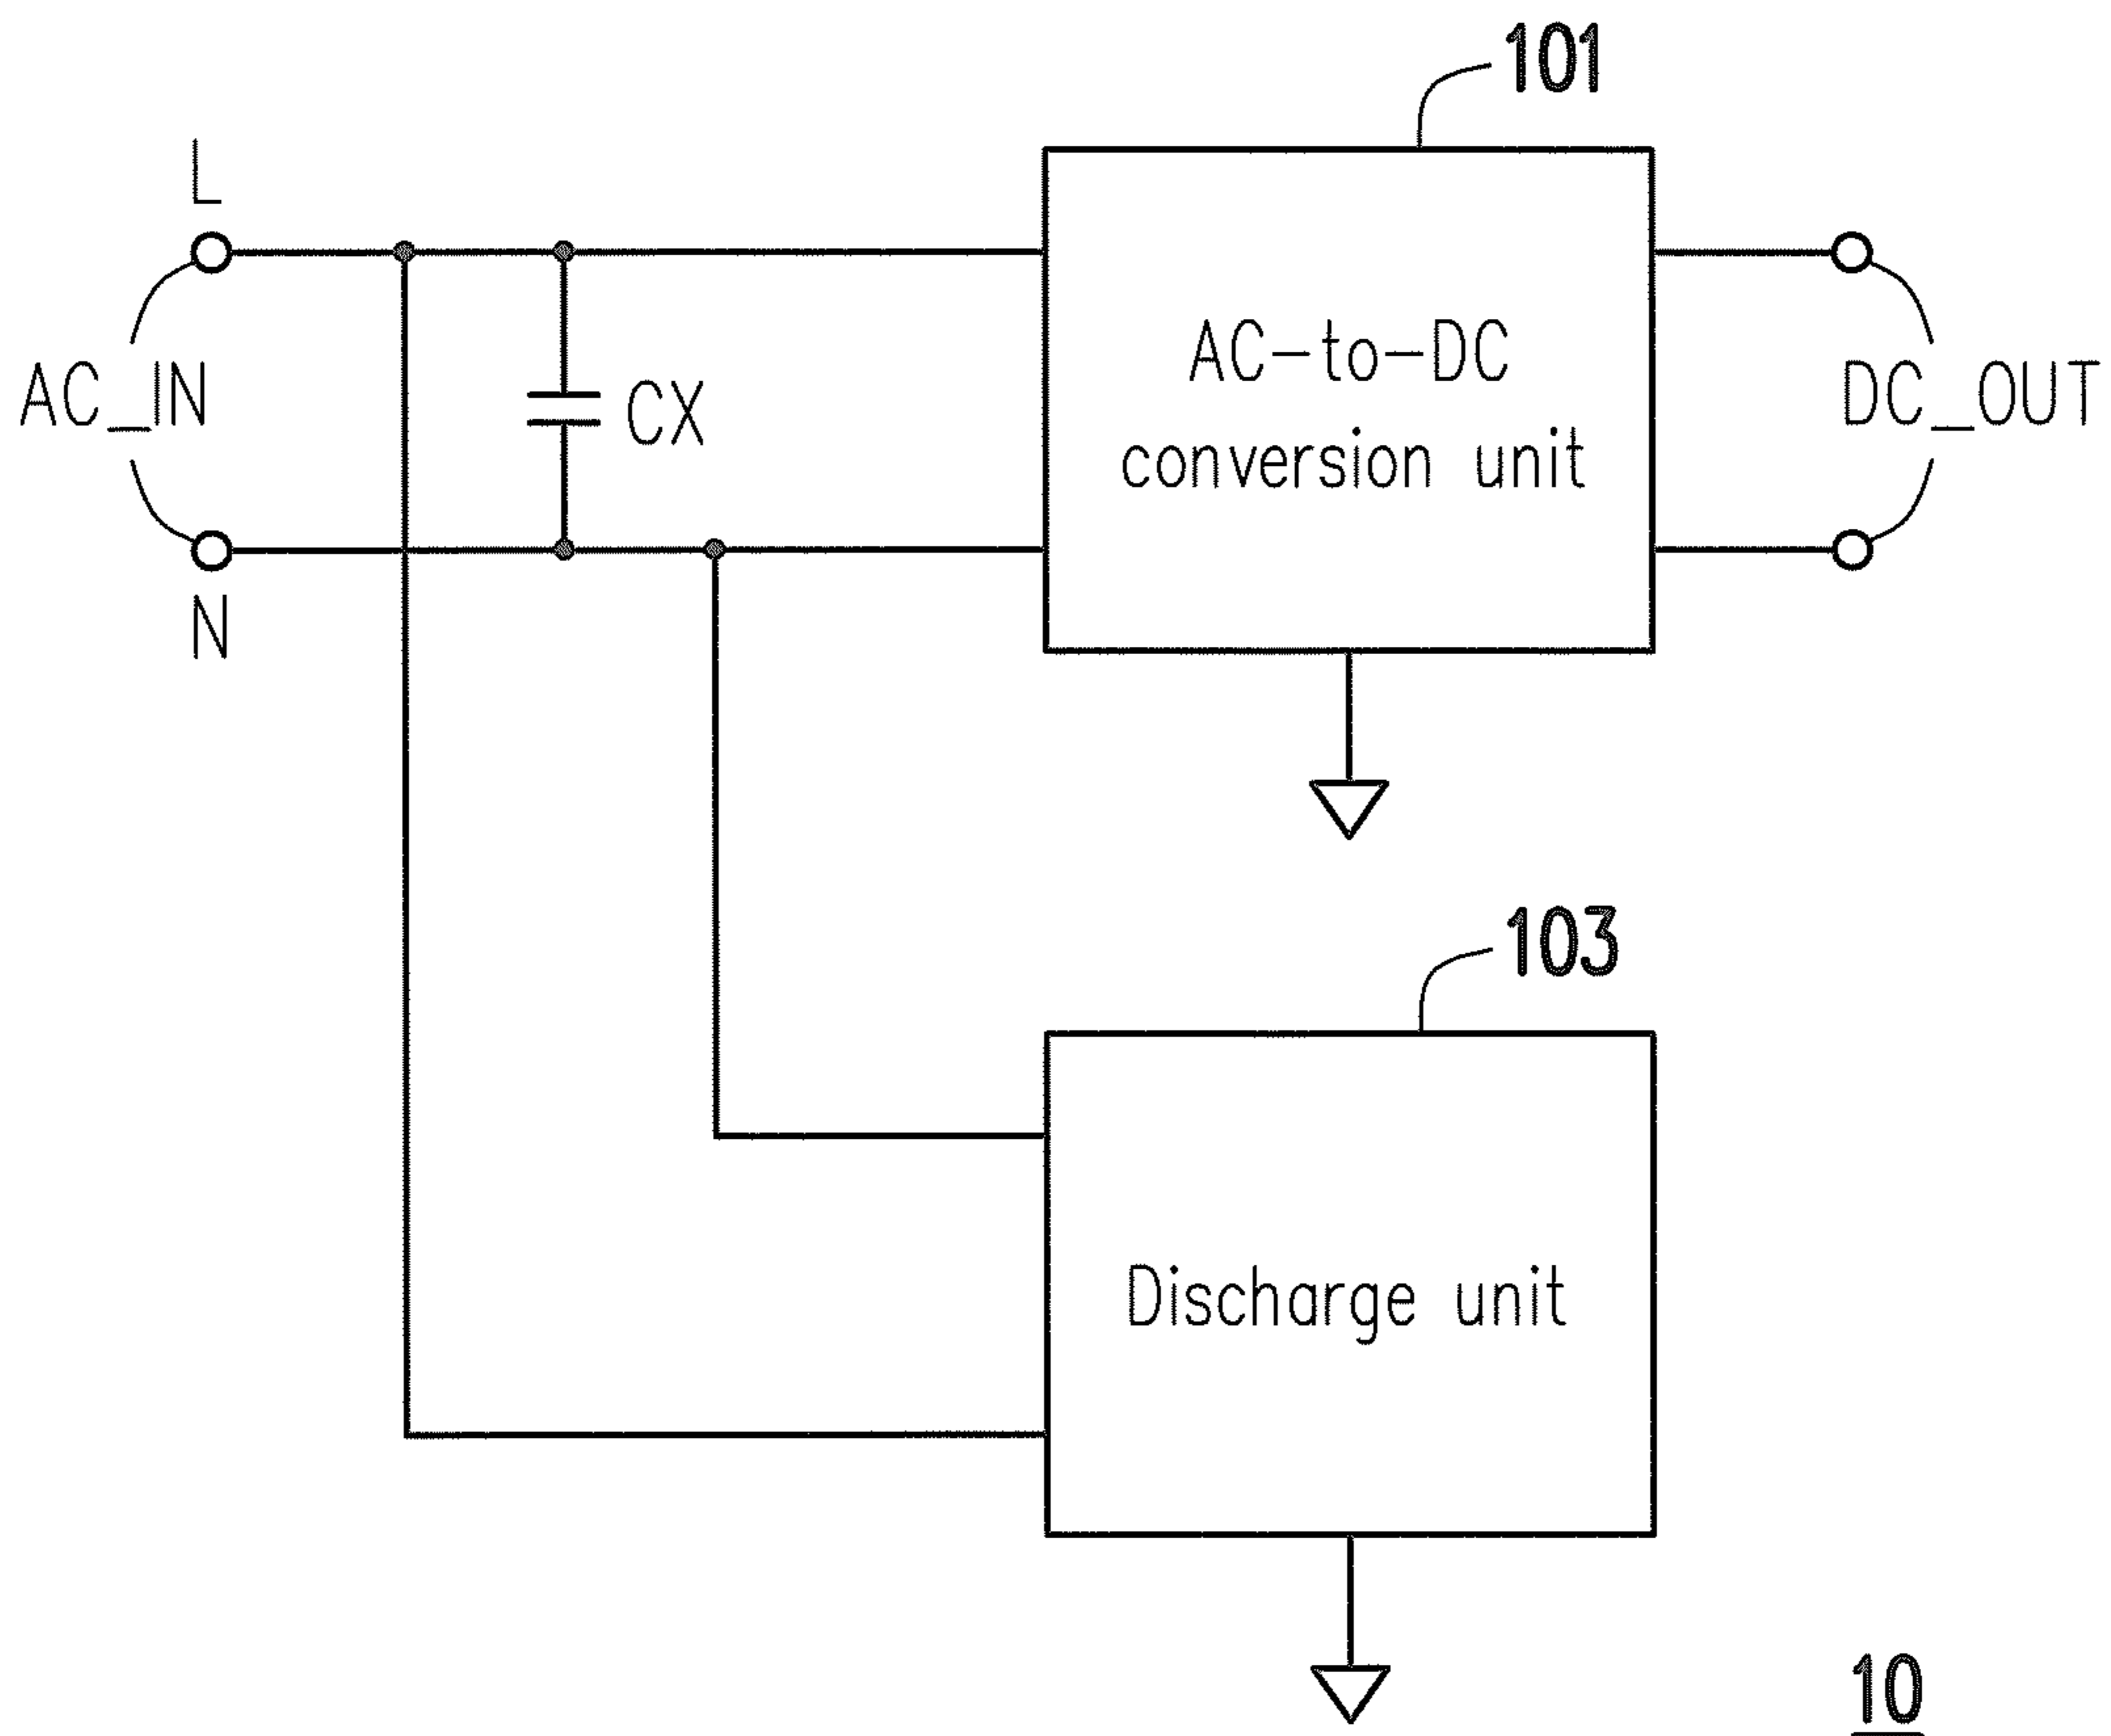 101
L
AC_IN
CX
AC-to-DC
conversion unit
DC_OUT
N
103
Discharge unit
10